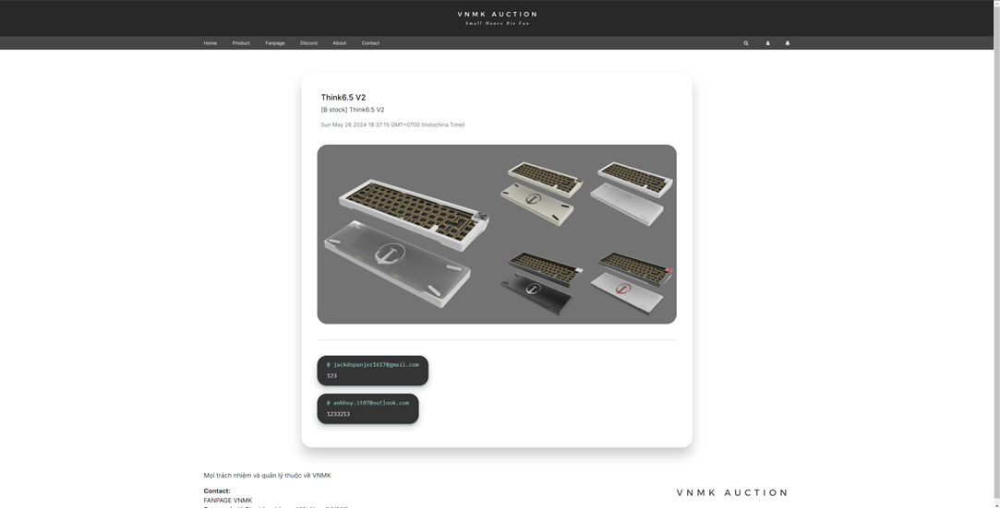 VNMK AUCTION
Small House Big Fun
Home Product Fanpage Discord About Contact
Think6.5 V2
[B stock] Think6.5 V2
Sun May 26 2024 18:37:15 GMT+0700 (Indochina Time)
@ jackdspanjer1617@gmail.com
123
@ anhhuy.it07@outlook.com
1233213
Mọi trách nhiệm và quản lý thuộc về VNMK
Contact:
FANPAGE VNMK
VNMK AUCTION